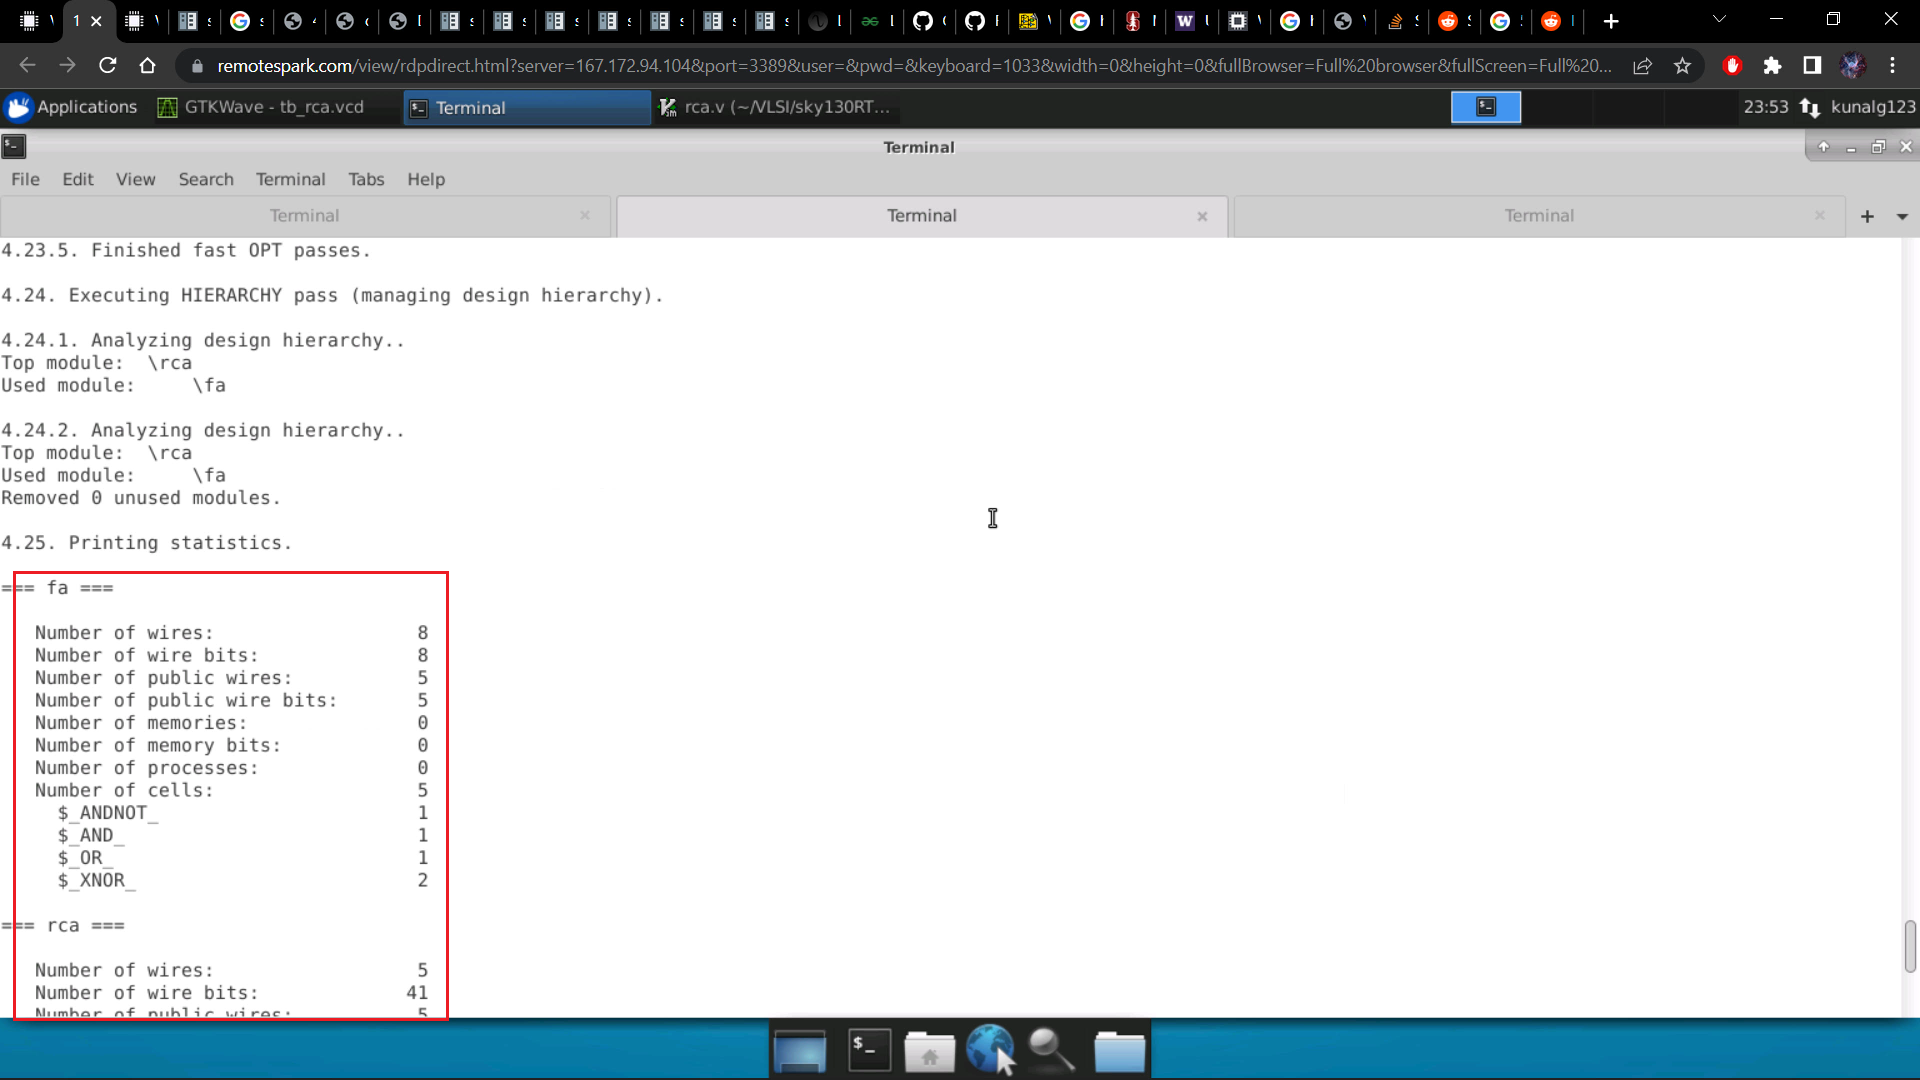 remotespark.com/view/rdpdirect.html?server=167.172.94.104&port=3389&user=&pwd=&keyboard=1033&width=0&height=0&fullBrowser=Full%20browser&fullScreen=Full%20...
Applications
GTKWave - tb_rca.vcd
Terminal
rca.v (~/VLSI/sky130RT...
23:53
kunalg123
Terminal
File Edit View Search Terminal Tabs Help
Terminal
Terminal
Terminal
4.23.5. Finished fast OPT passes.
4.24. Executing HIERARCHY pass (managing design hierarchy).
4.24.1. Analyzing design hierarchy..
Top module:  \rca
Used module:     \fa
4.24.2. Analyzing design hierarchy..
Top module:  \rca
Used module:     \fa
Removed 0 unused modules.
4.25. Printing statistics.
=== fa ===
Number of wires: 8
Number of wire bits: 8
Number of public wires: 5
Number of public wire bits: 5
Number of memories: 0
Number of memory bits: 0
Number of processes: 0
Number of cells: 5
$_ANDNOT_ 1
$_AND_ 1
$_OR_ 1
$_XNOR_ 2
=== rca ===
Number of wires: 5
Number of wire bits: 41
Number of public wires: 5